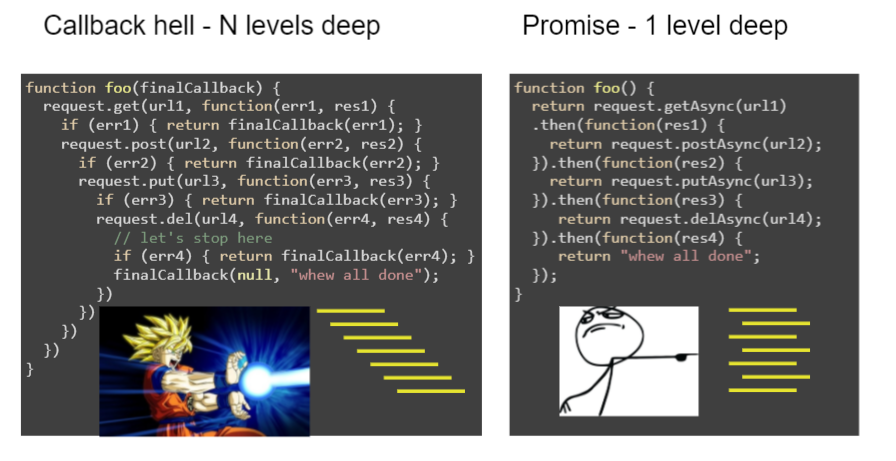 Callback hell - N levels deep
function foo(finalCallback) {
request.get(url1, function(err1, res1) {
if (err1) { return finalCallback(err1); }
request.post(url2, function(err2, res2) {
if (err2) { return finalCallback(err2); }
request.put(url3, function(err3, res3) {
if (err3) { return finalCallback(err3); }
request.del(url4, function(err4, res4) {
// let's stop here
if (err4) { return finalCallback(err4); }
finalCallback(null, "whew all done");
})
})
})
})
}
Promise - 1 level deep
function foo() {
return request.getAsync(url1)
.then(function(res1) {
return request.postAsync(url2);
}).then(function(res2) {
return request.putAsync(url3);
}).then(function(res3) {
return request.delAsync(url4);
}).then(function(res4) {
return "whew all done";
});
}